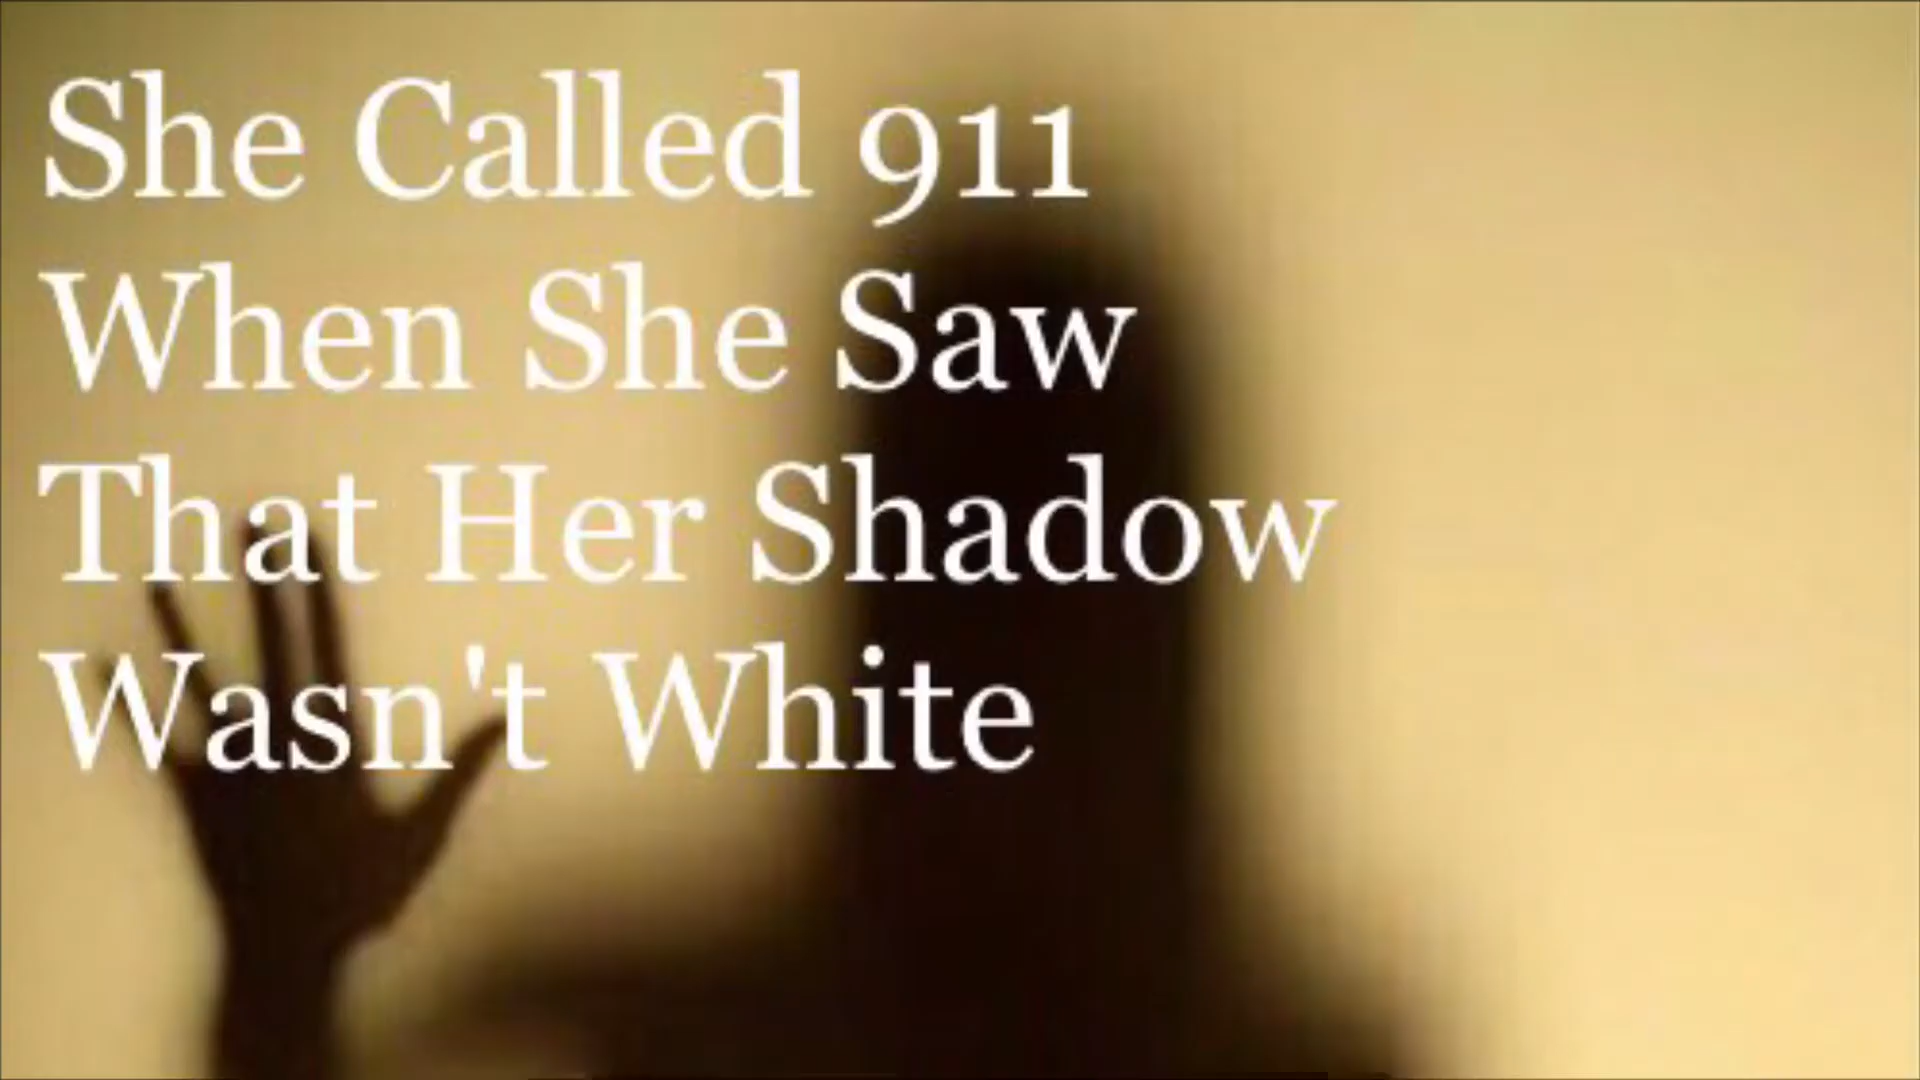 She Called 911
When She Saw
That Her Shadow
Wasn't White